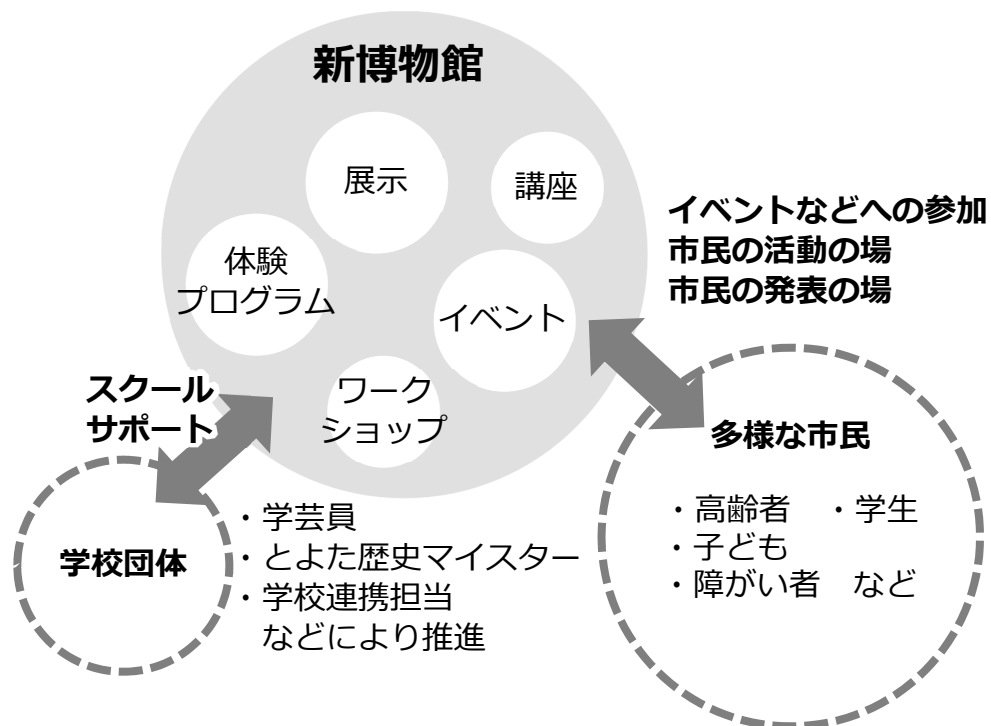 新博物館
展示
講座
体験
プログラム
イベント
ワーク
ショップ
イベントなどへの参加
市民の活動の場
市民の発表の場
スクール
サポート
学校団体
・学芸員
・とよた歴史マイスター
・学校連携担当
などにより推進
多様な市民
・高齢者　・学生
・子ども
・障がい者　など